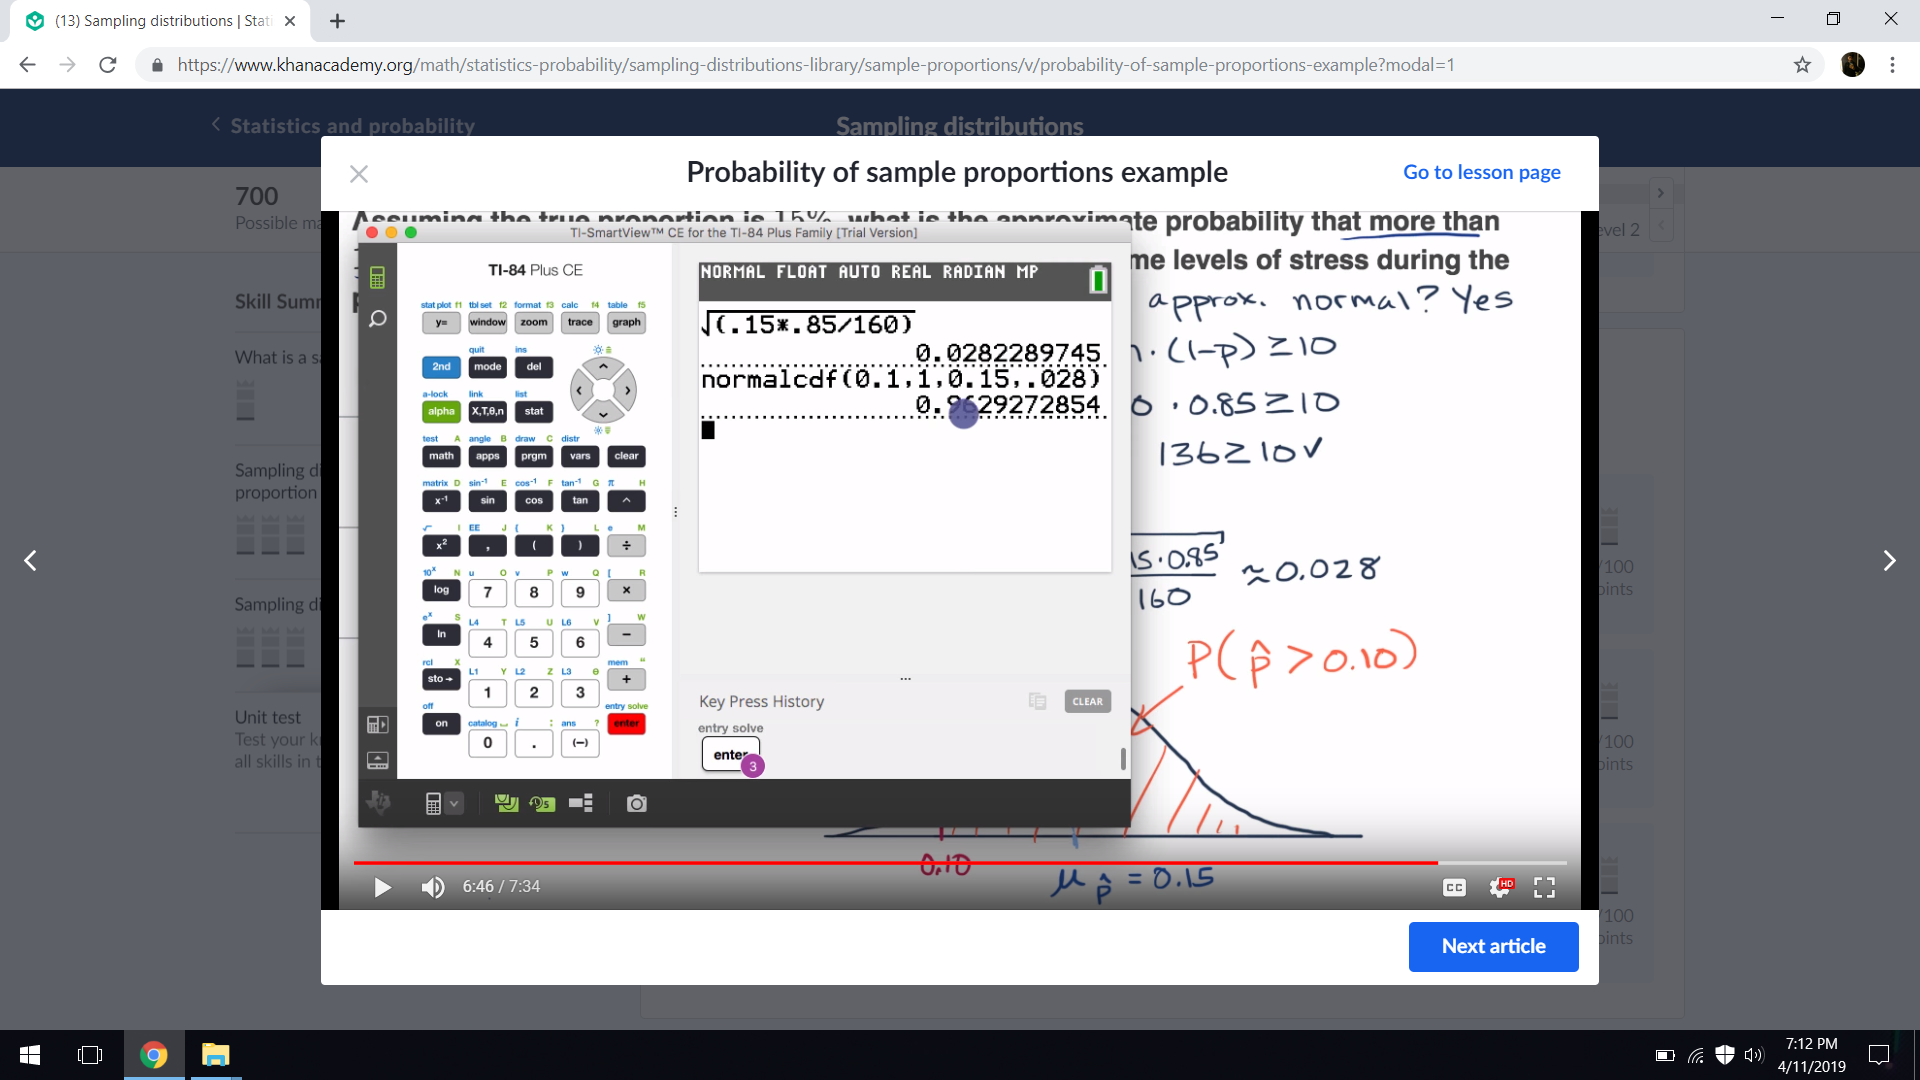 (13) Sampling distributions | Stati
https://www.khanacademy.org/math/statistics-probability/sampling-distributions-library/sample-proportions/v/probability-of-sample-proportions-example?modal=1
Statistics and probability
Sampling distributions
Probability of sample proportions example
Go to lesson page
700
Possible ma
evel 2
Skill Summ
What is a sa
Sampling di
proportion
Sampling di
Unit test
Test your kn
all skills in t
/100
oints
/100
oints
/100
oints
Assuming the true proportion is 15%, what is the approximate probability that more than
me levels of stress during the
approx. normal? Yes
n · (1-p) ≥ 10
0 · 0.85 ≥ 10
136 ≥ 10 ✓
15 · 0.85
160
≈ 0.028
P(p̂ > 0.10)
0.10
μ p̂ = 0.15
TI-SmartView™ CE for the TI-84 Plus Family [Trial Version]
TI-84 Plus CE
stat plot f1 tbl set f2 format f3 calc f4 table f5
y= window zoom trace graph
quit ins
2nd mode del
a-lock link list
alpha X,T,θ,n stat
test A angle B draw C distr
math apps prgm vars clear
matrix D sin-1 E cos-1 F tan-1 G π H
x-1 sin cos tan ^
√ I EE J { K } L e M
x2 , ( ) ÷
10x N u O v P w Q [ R
log 7 8 9 ×
ex S L4 T L5 U L6 V ] W
ln 4 5 6 −
rcl X L1 Y L2 Z L3 θ mem "
sto→ 1 2 3 +
off catalog i : ans ? entry solve
on 0 . (−) enter
NORMAL FLOAT AUTO REAL RADIAN MP
√(.15*.85/160)
0.0282289745
normalcdf(0.1,1,0.15,.028)
0.9629272854
Key Press History
CLEAR
entry solve
enter
3
6:46 / 7:34
CC
HD
Next article
7:12 PM
4/11/2019